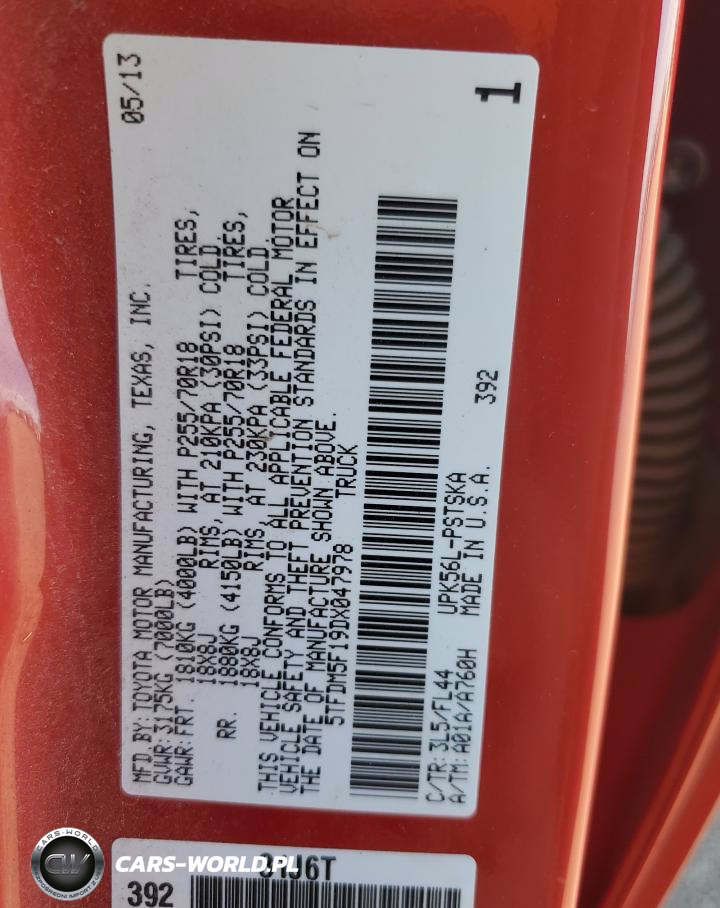 MFD. BY: TOYOTA MOTOR MANUFACTURING, TEXAS, INC. 05/13
GVWR: 3175KG (7000LB)
GAWR: FRT. 1810KG (4000LB) WITH P255/70R18 TIRES,
18X8J RIMS, AT 210KPA (30PSI) COLD.
RR. 1880KG (4150LB) WITH P255/70R18 TIRES,
18X8J RIMS, AT 230KPA (33PSI) COLD
THIS VEHICLE CONFORMS TO ALL APPLICABLE FEDERAL MOTOR
VEHICLE SAFETY AND THEFT PREVENTION STANDARDS IN EFFECT ON
THE DATE OF MANUFACTURE SHOWN ABOVE.
5TFDM5F19DX047978 TRUCK
1
C/TR: 3L5/FL44 UPK56L-PSTSKA
A/TM: A01A/A760H MADE IN U.S.A. 392
392
CARS-WORLD
CW
CARS-WORLD.PL